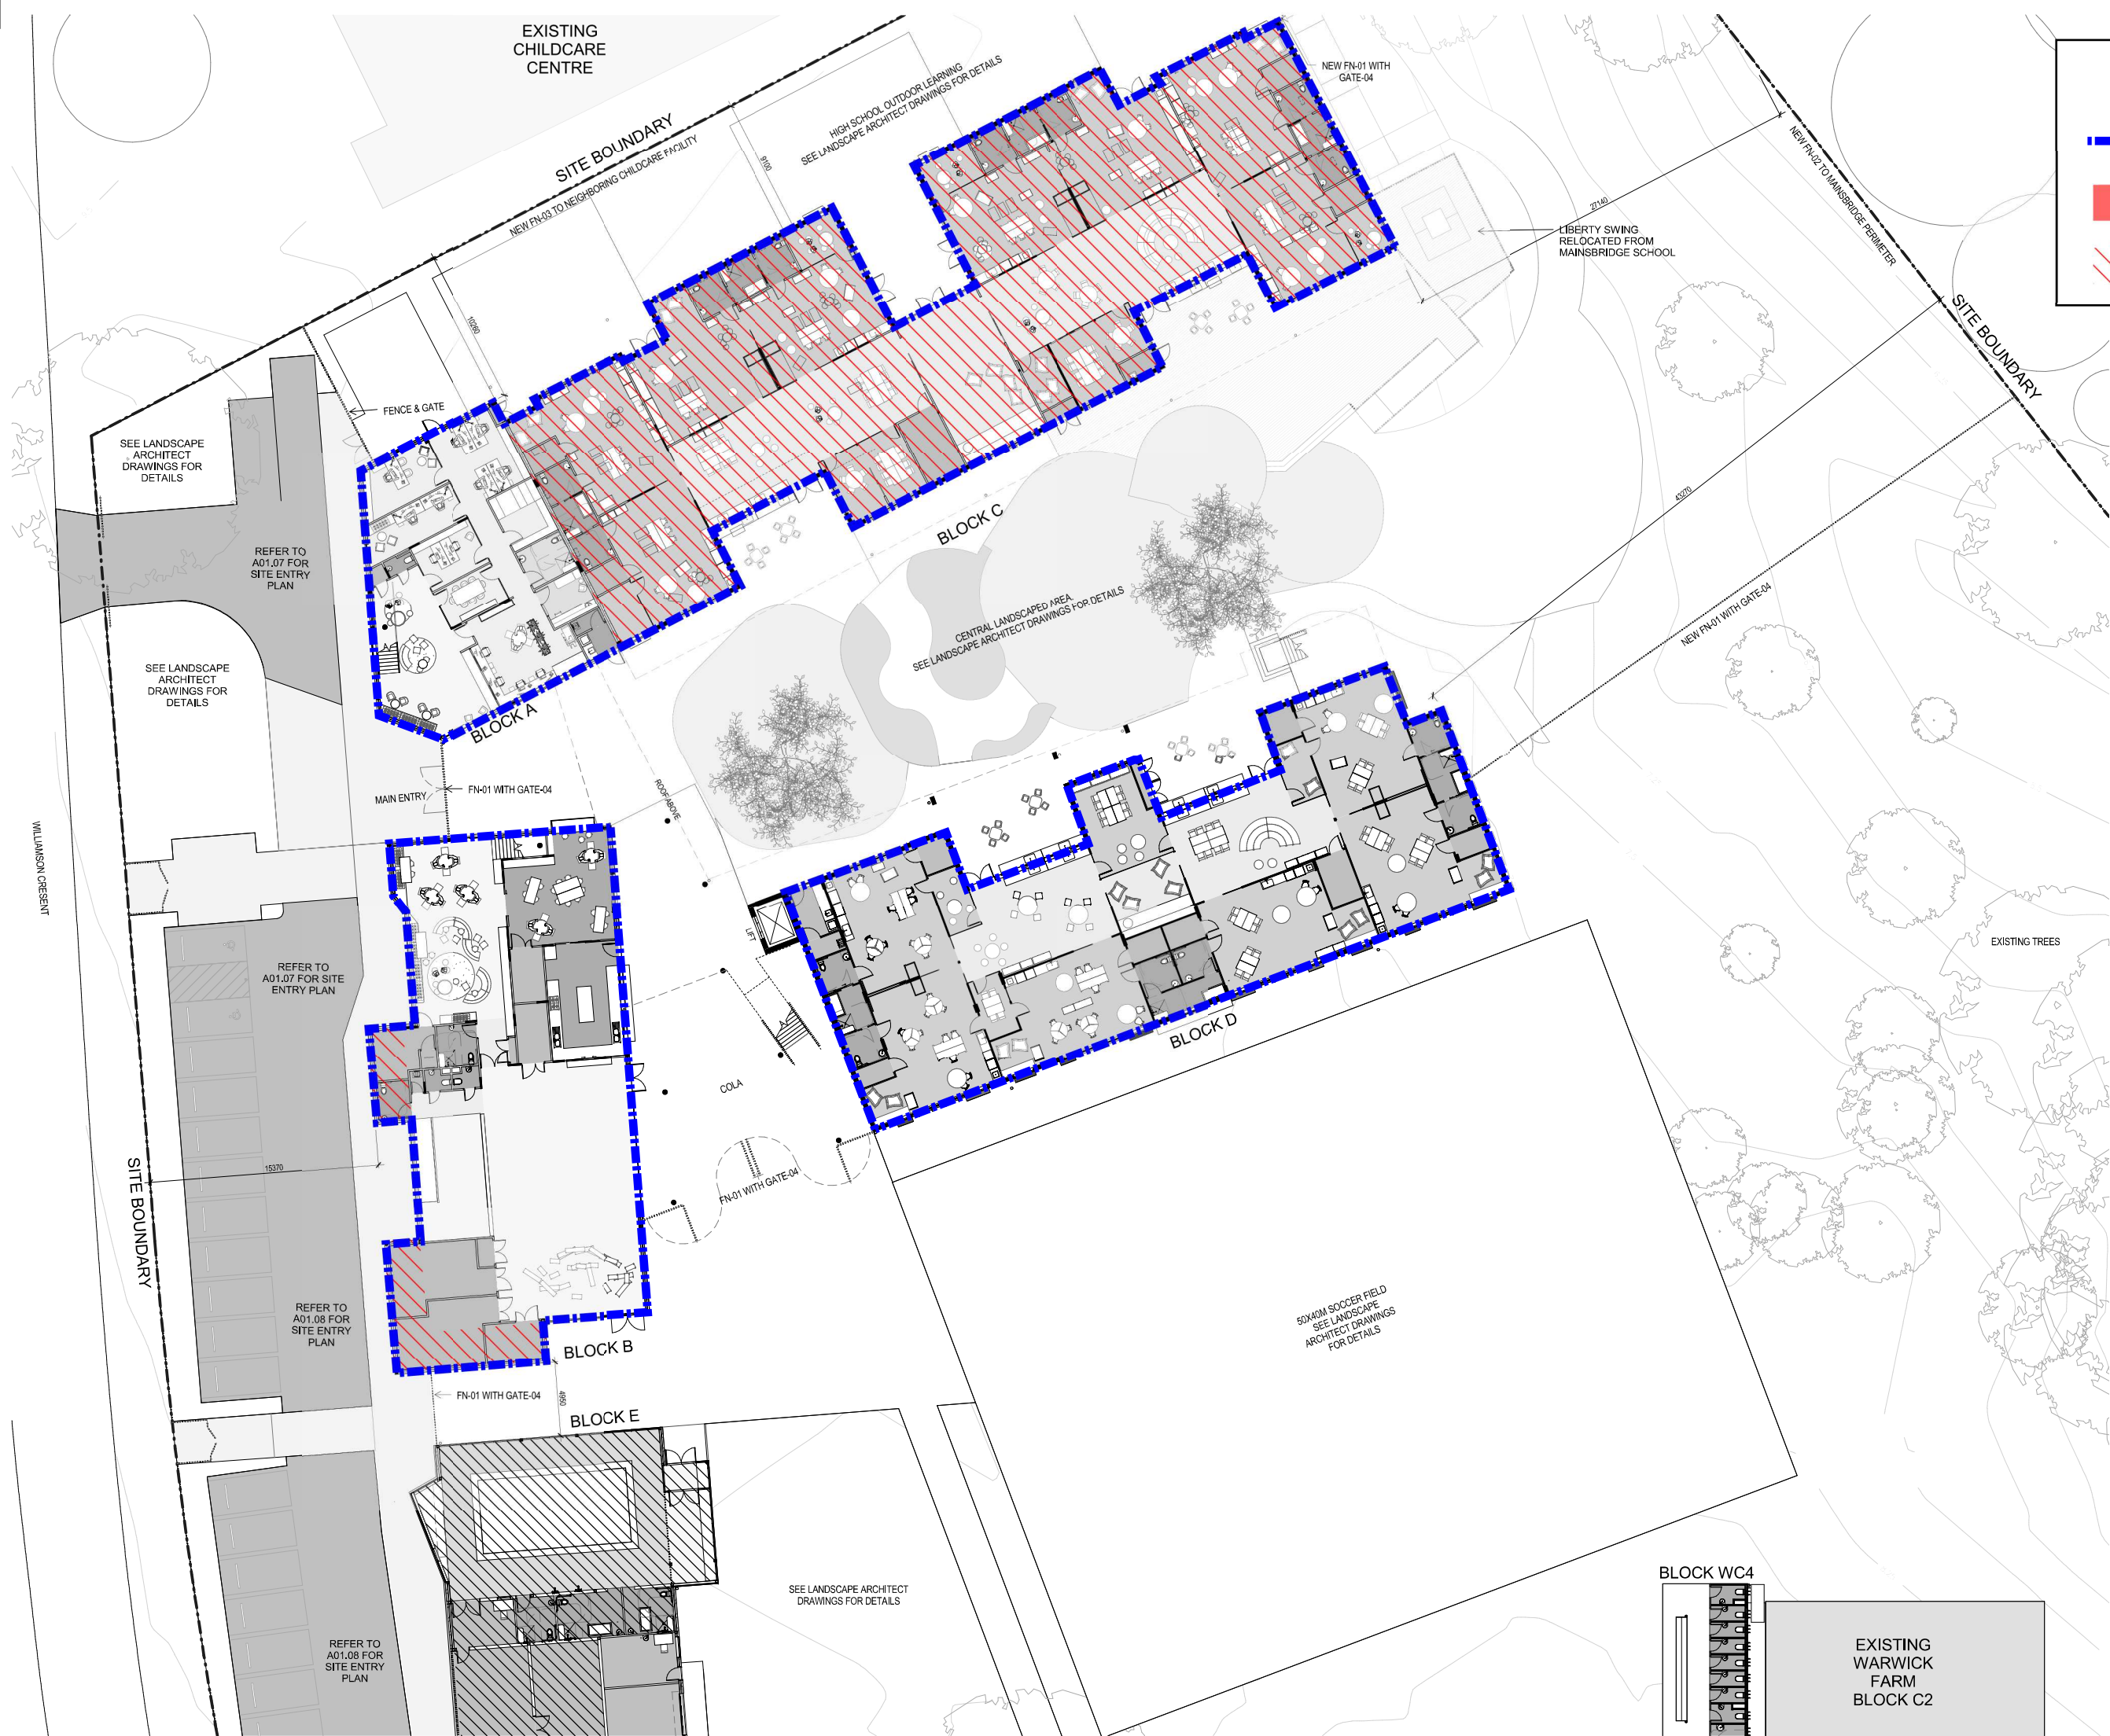 EXISTING
CHILDCARE
CENTRE
SITE BOUNDARY
NEW FN-03 TO NEIGHBORING CHILDCARE FACILITY
HIGH SCHOOL OUTDOOR LEARNING
SEE LANDSCAPE ARCHITECT DRAWINGS FOR DETAILS
9100
10260
NEW FN-01 WITH
GATE-04
NEW FN-02 TO MAINSBRIDGE PERIMETER
27140
LIBERTY SWING
RELOCATED FROM
MAINSBRIDGE SCHOOL
SITE BOUNDARY
FENCE & GATE
SEE LANDSCAPE
ARCHITECT
DRAWINGS FOR
DETAILS
REFER TO
A01.07 FOR
SITE ENTRY
PLAN
BLOCK C
43270
NEW FN-01 WITH GATE-04
CENTRAL LANDSCAPED AREA.
SEE LANDSCAPE ARCHITECT DRAWINGS FOR DETAILS
SEE LANDSCAPE
ARCHITECT
DRAWINGS FOR
DETAILS
BLOCK A
MAIN ENTRY
FN-01 WITH GATE-04
ROOF ABOVE
WILLIAMSON CRESENT
LIFT
EXISTING TREES
REFER TO
A01.07 FOR SITE
ENTRY PLAN
BLOCK D
COLA
FN-01 WITH GATE-04
15370
SITE BOUNDARY
REFER TO
A01.08 FOR
SITE ENTRY
PLAN
50X40M SOCCER FIELD
SEE LANDSCAPE
ARCHITECT DRAWINGS
FOR DETAILS
BLOCK B
FN-01 WITH GATE-04
4950
BLOCK E
SEE LANDSCAPE ARCHITECT
DRAWINGS FOR DETAILS
REFER TO
A01.08 FOR
SITE ENTRY
PLAN
BLOCK WC4
EXISTING
WARWICK
FARM
BLOCK C2